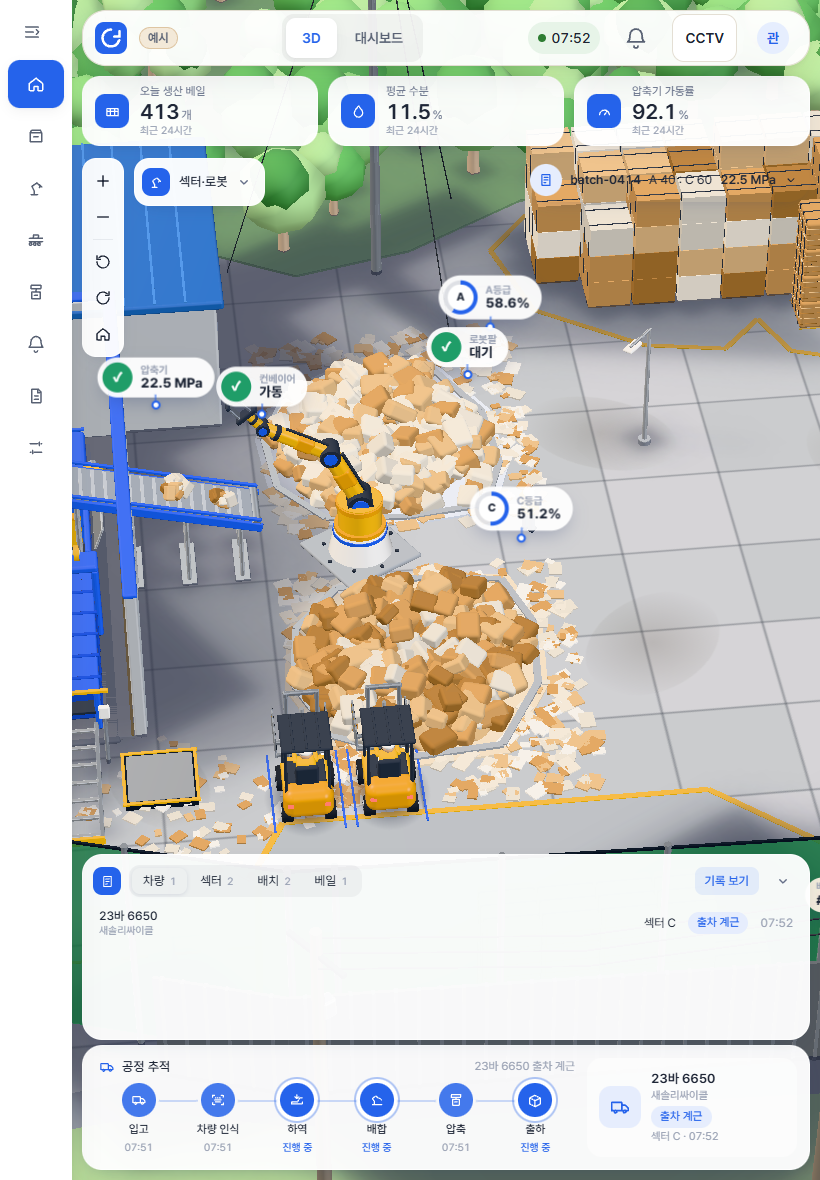 예시
3D
대시보드
07:52
CCTV
관
오늘 생산 베일
413개
최근 24시간
평균 수분
11.5%
최근 24시간
압축기 가동률
92.1%
최근 24시간
섹터·로봇
batch-0414 A 40 : C 60 22.5 MPa
A
A등급
58.6%
로봇팔
대기
압축기
22.5 MPa
컨베이어
가동
C
C등급
51.2%
차량 1
섹터 2
배치 2
베일 1
기록 보기
23바 6650
새솔리싸이클
섹터 C
출차 계근
07:52
공정 추적
23바 6650 출차 계근
입고
07:51
차량 인식
07:51
하역
진행 중
배합
진행 중
압축
07:51
출하
진행 중
23바 6650
새솔리싸이클
출차 계근
섹터 C · 07:52